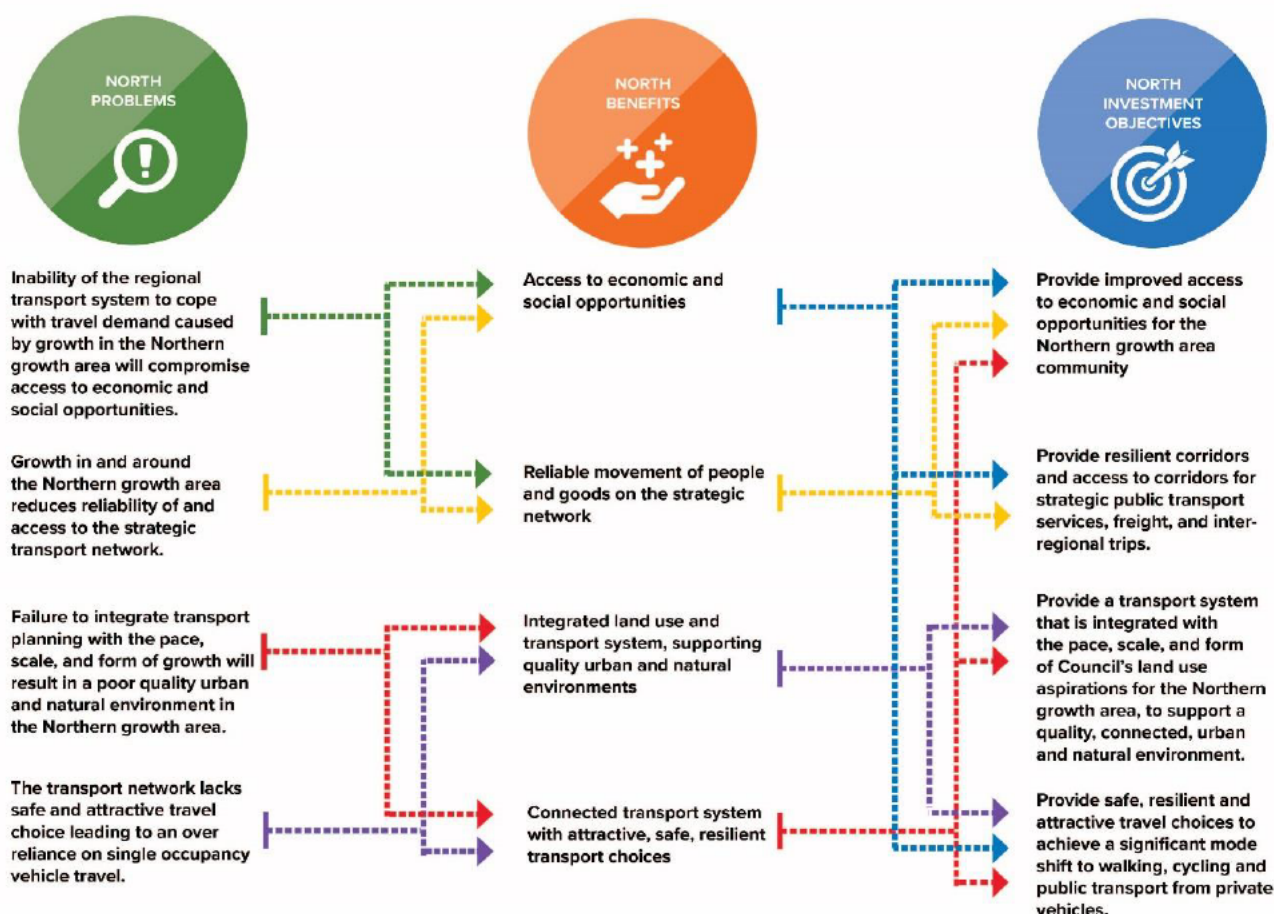 NORTH
PROBLEMS
NORTH
BENEFITS
NORTH
INVESTMENT
OBJECTIVES
Inability of the regional
transport system to cope
with travel demand caused
by growth in the Northern
growth area will compromise
access to economic and
social opportunities.
Growth in and around
the Northern growth area
reduces reliability of and
access to the strategic
transport network.
Failure to integrate transport
planning with the pace,
scale, and form of growth will
result in a poor quality urban
and natural environment in
the Northern growth area.
The transport network lacks
safe and attractive travel
choice leading to an over
reliance on single occupancy
vehicle travel.
Access to economic and
social opportunities
Reliable movement of people
and goods on the strategic
network
Integrated land use and
transport system, supporting
quality urban and natural
environments
Connected transport system
with attractive, safe, resilient
transport choices
Provide improved access
to economic and social
opportunities for the
Northern growth area
community
Provide resilient corridors
and access to corridors for
strategic public transport
services, freight, and inter-
regional trips.
Provide a transport system
that is integrated with
the pace, scale, and form
of Council's land use
aspirations for the Northern
growth area, to support a
quality, connected, urban
and natural environment.
Provide safe, resilient and
attractive travel choices to
achieve a significant mode
shift to walking, cycling and
public transport from private
vehicles.